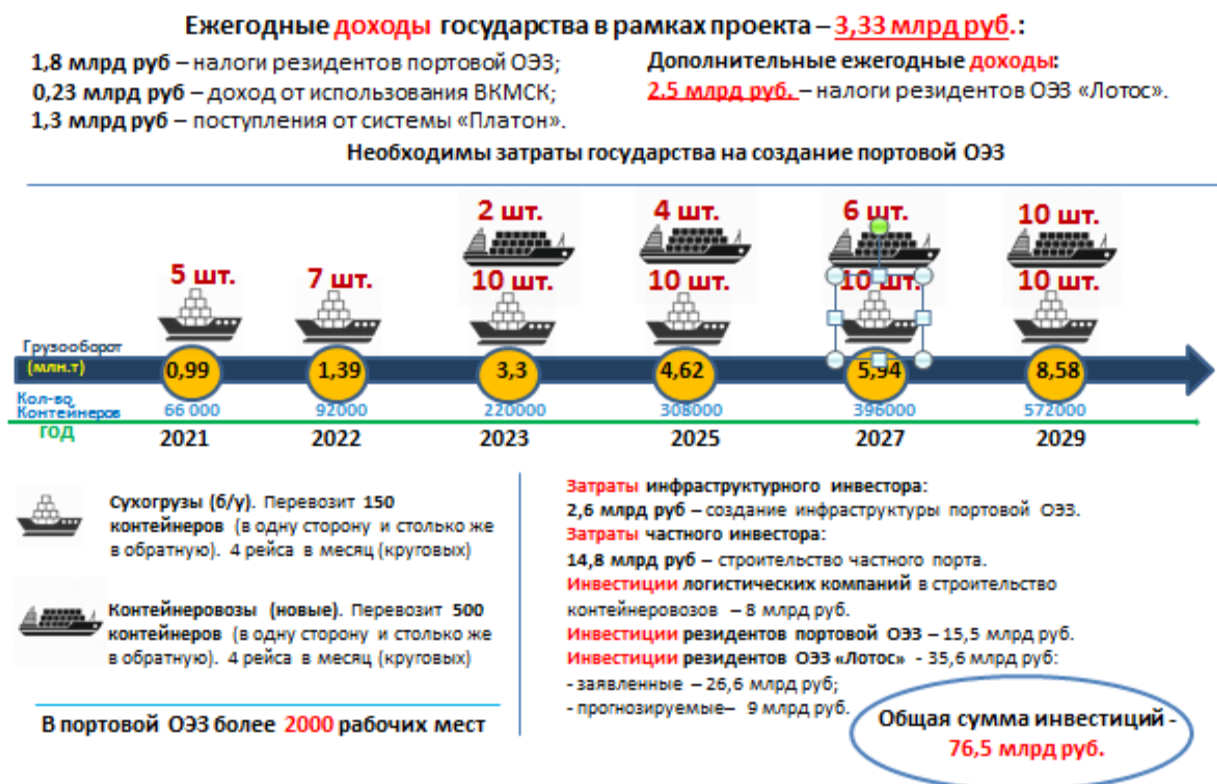 Ежегодные доходы государства в рамках проекта – 3,33 млрд руб.:
1,8 млрд руб – налоги резидентов портовой ОЭЗ;
0,23 млрд руб – доход от использования ВКМСК;
1,3 млрд руб – поступления от системы «Платон».
Дополнительные ежегодные доходы:
2,5 млрд руб. – налоги резидентов ОЭЗ «Лотос».
Необходимы затраты государства на создание портовой ОЭЗ
2 шт.
4 шт.
6 шт.
10 шт.
5 шт.
7 шт.
10 шт.
10 шт.
10 шт.
10 шт.
Грузооборот
(млн.т)
0,99
1,39
3,3
4,62
5,94
8,58
Кол-во
Контейнеров
66 000
92000
220000
308000
396000
572000
ГОД
2021
2022
2023
2025
2027
2029
Сухогрузы (б/у). Перевозит 150
контейнеров (в одну сторону и столько же
в обратную). 4 рейса в месяц (круговых)
Контейнеровозы (новые). Перевозит 500
контейнеров (в одну сторону и столько же
в обратную). 4 рейса в месяц (круговых)
В портовой ОЭЗ более 2000 рабочих мест
Затраты инфраструктурного инвестора:
2,6 млрд руб – создание инфраструктуры портовой ОЭЗ.
Затраты частного инвестора:
14,8 млрд руб – строительство частного порта.
Инвестиции логистических компаний в строительство
контейнеровозов – 8 млрд руб.
Инвестиции резидентов портовой ОЭЗ – 15,5 млрд руб.
Инвестиции резидентов ОЭЗ «Лотос» - 35,6 млрд руб:
- заявленные – 26,6 млрд руб;
- прогнозируемые– 9 млрд руб.
Общая сумма инвестиций -
76,5 млрд руб.